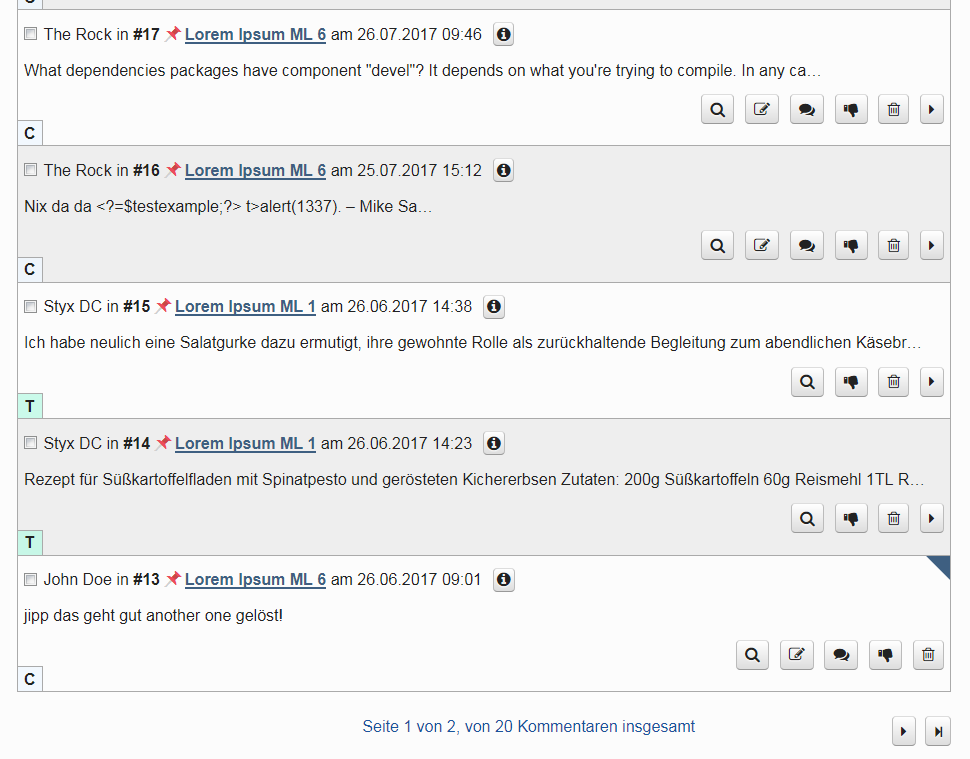 C
The Rock in #17 Lorem Ipsum ML 6 am 26.07.2017 09:46
What dependencies packages have component "devel"? It depends on what you're trying to compile. In any ca…
C
The Rock in #16 Lorem Ipsum ML 6 am 25.07.2017 15:12
Nix da da <?=$testexample;?> t>alert(1337). – Mike Sa…
C
Styx DC in #15 Lorem Ipsum ML 1 am 26.06.2017 14:38
Ich habe neulich eine Salatgurke dazu ermutigt, ihre gewohnte Rolle als zurückhaltende Begleitung zum abendlichen Käsebr…
T
Styx DC in #14 Lorem Ipsum ML 1 am 26.06.2017 14:23
Rezept für Süßkartoffelfladen mit Spinatpesto und gerösteten Kichererbsen Zutaten: 200g Süßkartoffeln 60g Reismehl 1TL R…
T
John Doe in #13 Lorem Ipsum ML 6 am 26.06.2017 09:01
jipp das geht gut another one gelöst!
C
Seite 1 von 2, von 20 Kommentaren insgesamt